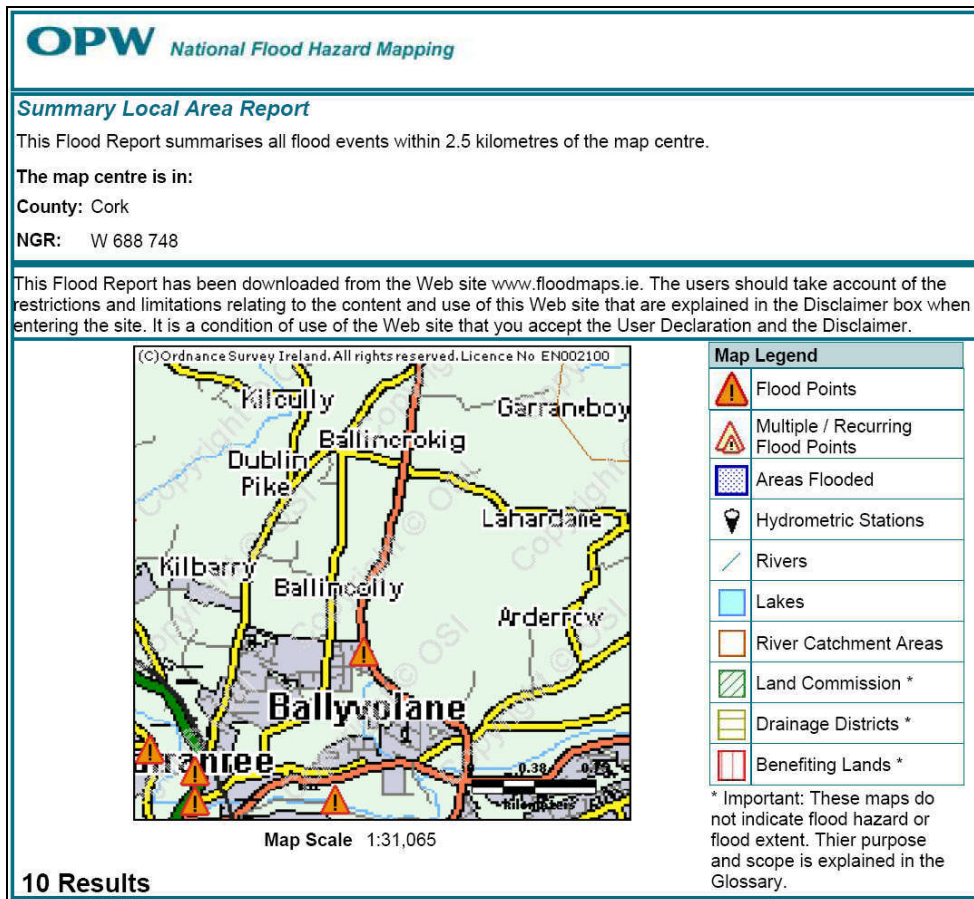 OPW National Flood Hazard Mapping
Summary Local Area Report
This Flood Report summarises all flood events within 2.5 kilometres of the map centre.
The map centre is in:
County: Cork
NGR: W 688 748
This Flood Report has been downloaded from the Web site www.floodmaps.ie. The users should take account of the
restrictions and limitations relating to the content and use of this Web site that are explained in the Disclaimer box when
entering the site. It is a condition of use of the Web site that you accept the User Declaration and the Disclaimer.
(C)Ordnance Survey Ireland. All rights reserved. Licence No EN002100
Kilcully
Garraneboy
Ballincrokig
Dublin
Pike
Lahardane
Kilbarry
Ballincolly
Arderrow
Ballyvolane
0.38
kilometers
Map Scale 1:31,065
10 Results
Map Legend
Flood Points
Multiple / Recurring
Flood Points
Areas Flooded
Hydrometric Stations
Rivers
Lakes
River Catchment Areas
Land Commission *
Drainage Districts *
Benefiting Lands *
* Important: These maps do
not indicate flood hazard or
flood extent. Thier purpose
and scope is explained in the
Glossary.